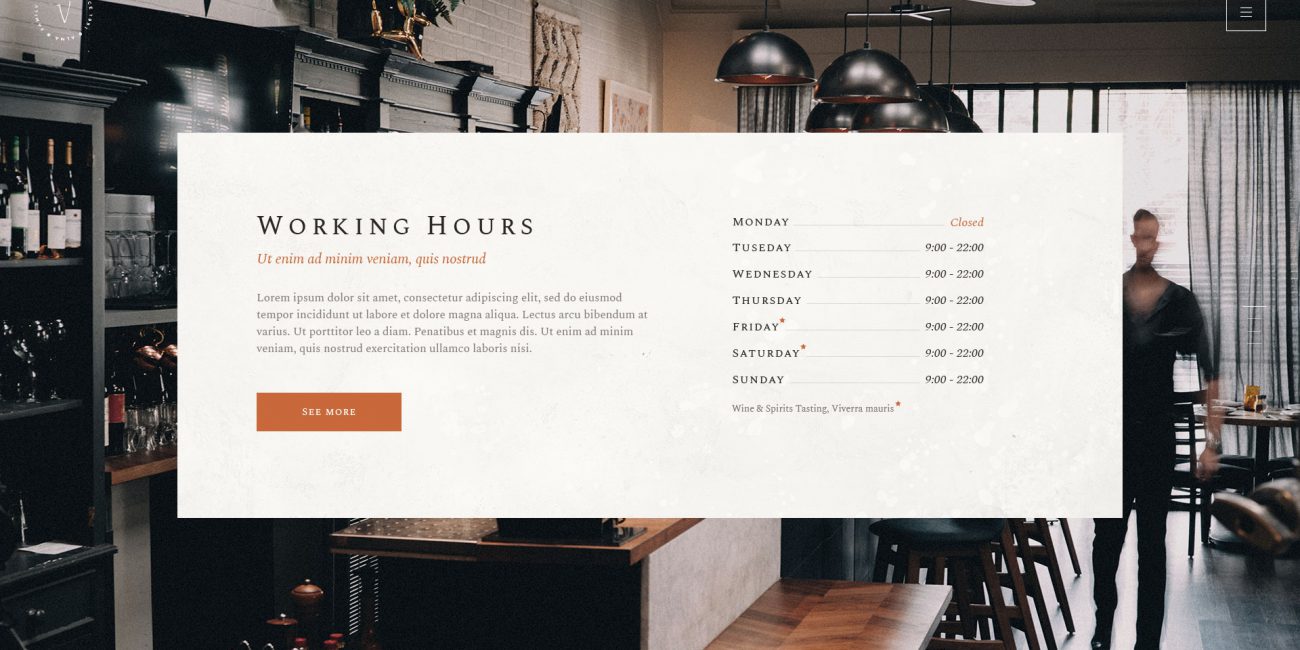 Working Hours
Ut enim ad minim veniam, quis nostrud
Lorem ipsum dolor sit amet, consectetur adipiscing elit, sed do eiusmod
tempor incididunt ut labore et dolore magna aliqua. Lectus arcu bibendum at
varius. Ut porttitor leo a diam. Penatibus et magnis dis. Ut enim ad minim
veniam, quis nostrud exercitation ullamco laboris nisi.
See more
Monday Closed
Tuseday 9:00 - 22:00
Wednesday 9:00 - 22:00
Thursday 9:00 - 22:00
Friday* 9:00 - 22:00
Saturday* 9:00 - 22:00
Sunday 9:00 - 22:00
Wine & Spirits Tasting, Viverra mauris*